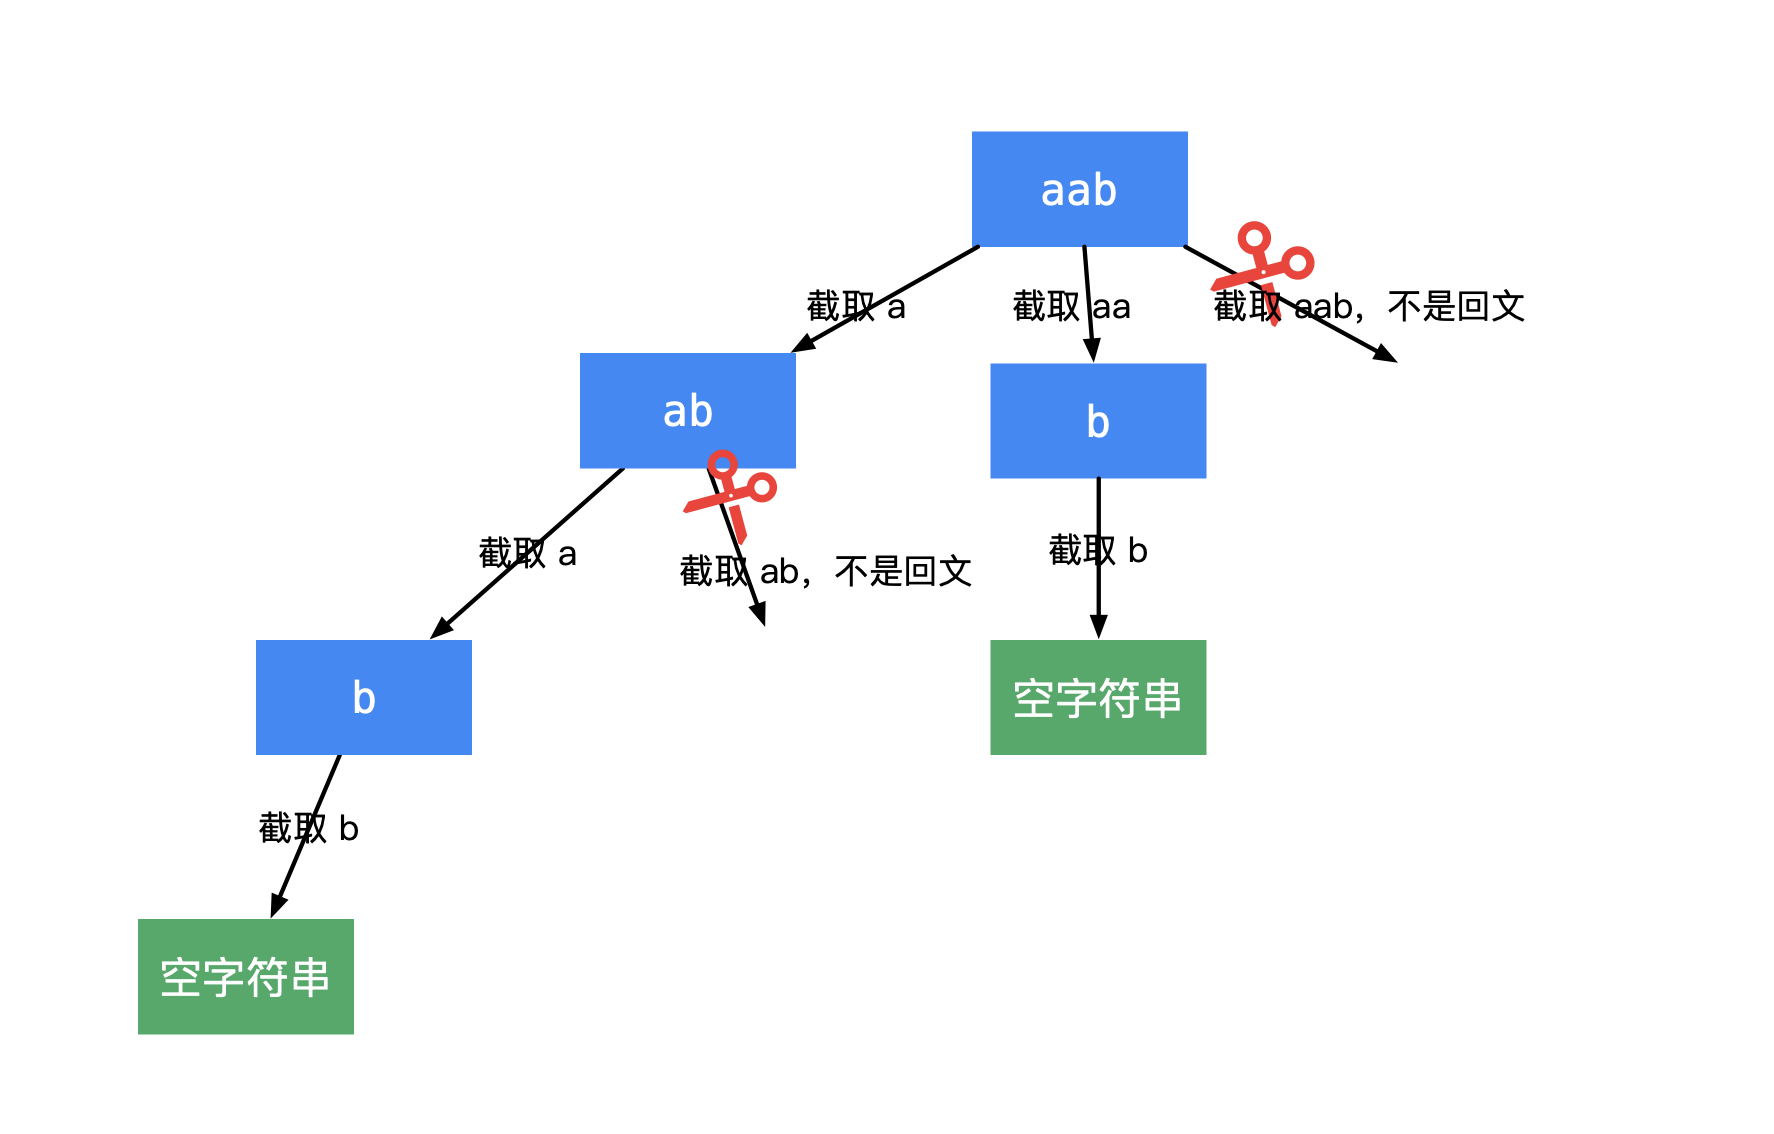 aab
截取 a
截取 aa
截取 aab，不是回文
ab
b
截取 a
截取 ab，不是回文
截取 b
b
空字符串
截取 b
空字符串